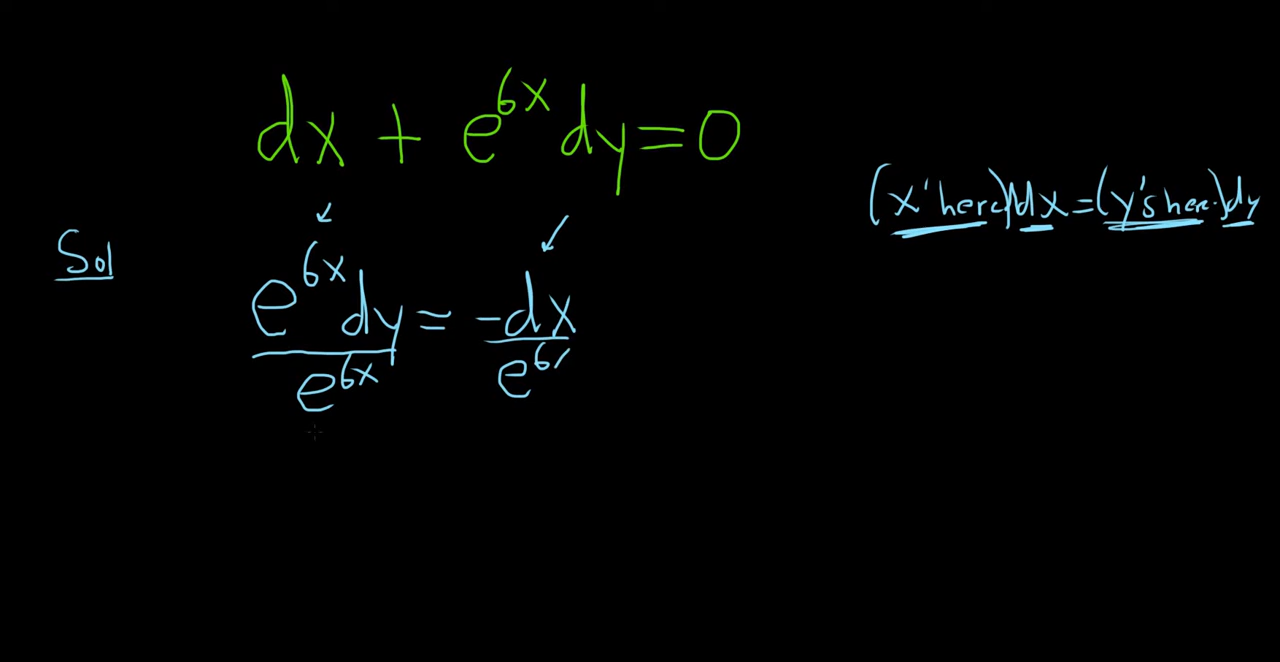 dx + e^{6x} dy = 0
(x' here) dx = (y's here) dy
Sol
e^{6x} dy / e^{6x} = -dx / e^{6x}